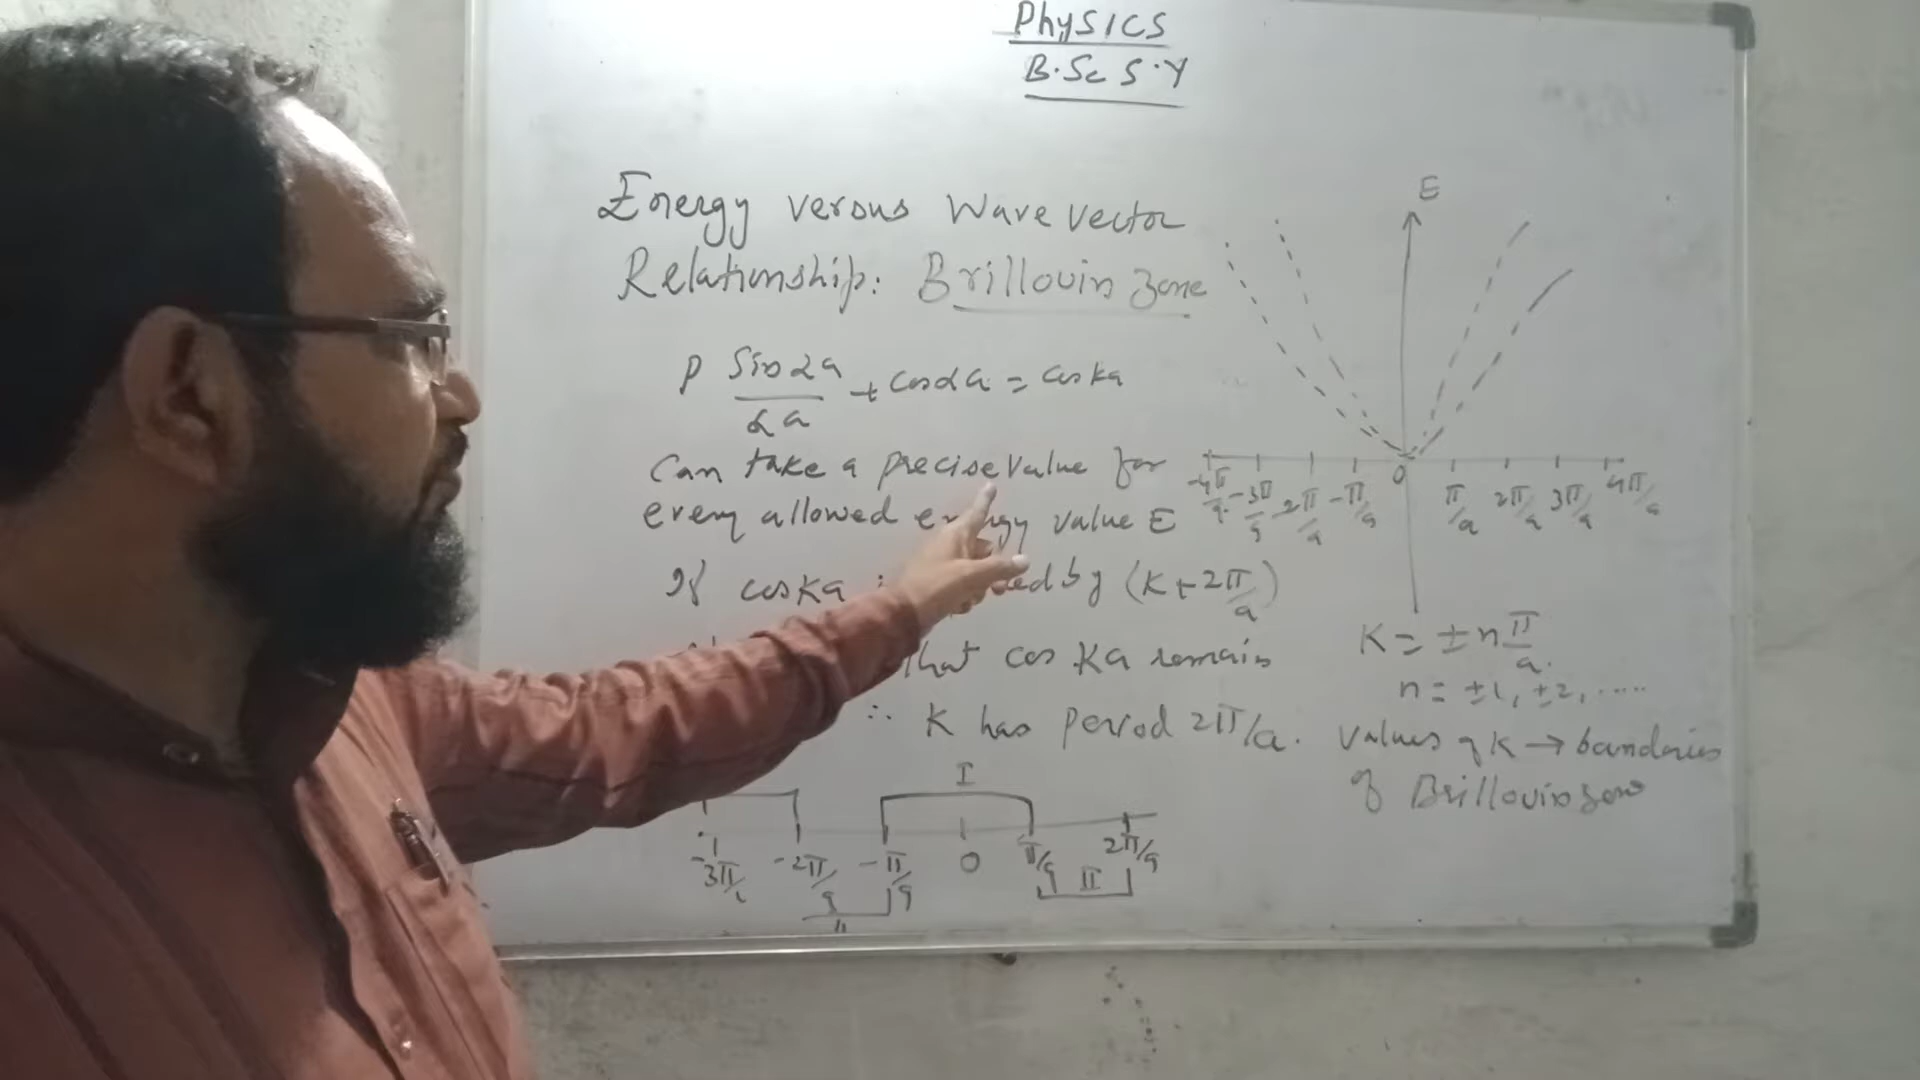 Physics
B.Sc S.Y
Energy versus Wave vector
Relationship: Brillouin Zone
P Sin αa / αa + cos αa = cos ka
Can take a precise value for
every allowed energy value E
If cos Ka by (K + 2π/a)
that cos Ka remain
∴ K has period 2π/a.
I
-3π/a -2π/a -π/a 0 π/a 2π/a
II II
E
-4π/a -3π/a -2π/a -π/a 0 π/a 2π/a 3π/a 4π/a
K = ± n π/a.
n = ±1, ±2, .....
Values of K → boundaries
of Brillouin zone